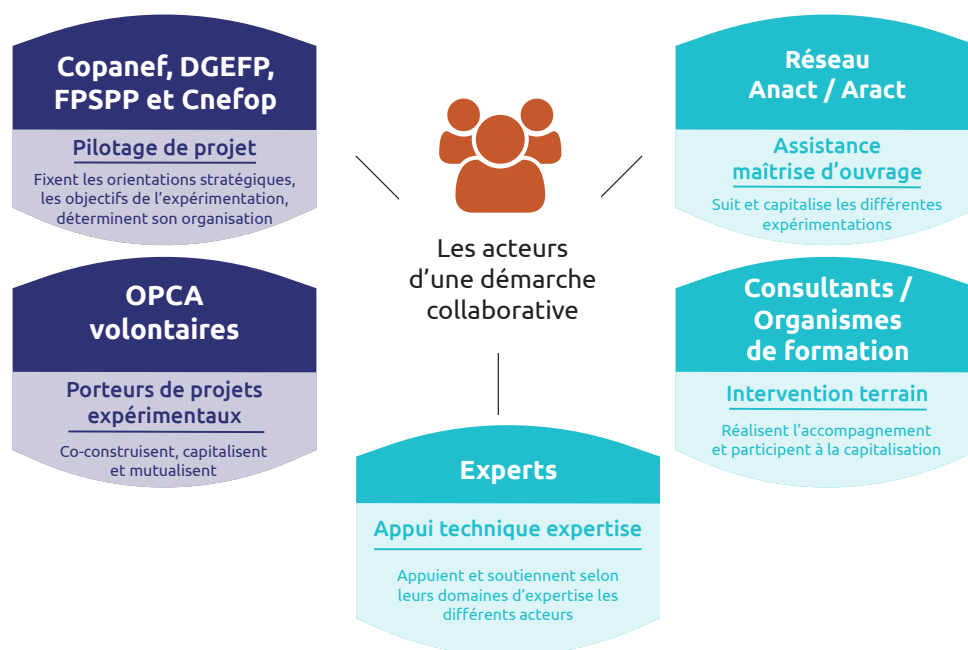 Copanef, DGEFP,
FPSPP et Cnefop
Pilotage de projet
Fixent les orientations stratégiques,
les objectifs de l'expérimentation,
déterminent son organisation
OPCA
volontaires
Porteurs de projets
expérimentaux
Co-construisent, capitalisent
et mutualisent
Les acteurs
d'une démarche
collaborative
Réseau
Anact / Aract
Assistance
maîtrise d'ouvrage
Suit et capitalise les différentes
expérimentations
Consultants /
Organismes
de formation
Intervention terrain
Réalisent l'accompagnement
et participent à la capitalisation
Experts
Appui technique expertise
Appuient et soutiennent selon
leurs domaines d'expertise les
différents acteurs